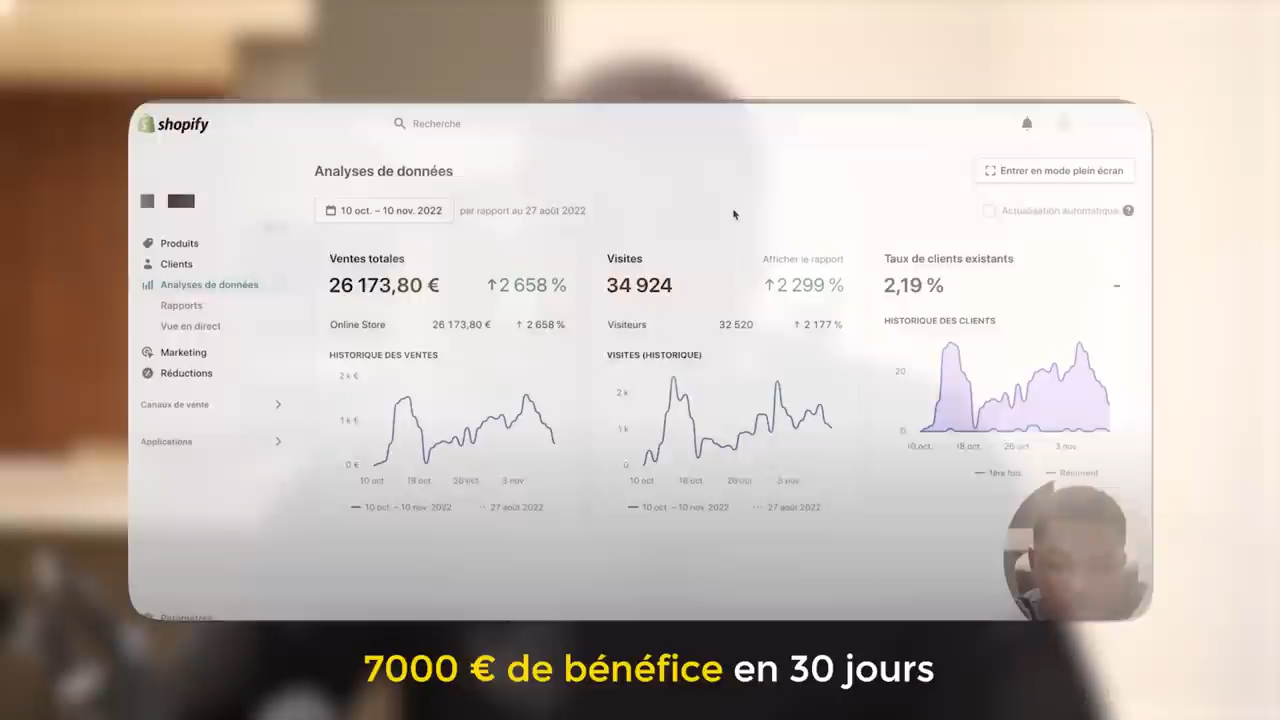 shopify
Recherche
Analyses de données
Entrer en mode plein écran
10 oct. – 10 nov. 2022 par rapport au 27 août 2022
Actualisation automatique ?
Produits
Clients
Analyses de données
Rapports
Vue en direct
Marketing
Réductions
Canaux de vente
Applications
Paramètres
Ventes totales
26 173,80 € ↑2 658 %
Online Store 26 173,80 € ↑ 2 658 %
HISTORIQUE DES VENTES
2 k €
1 k €
0 €
10 oct. 18 oct. 26 oct. 3 nov.
10 oct. – 10 nov. 2022 27 août 2022
Visites Afficher le rapport
34 924 ↑2 299 %
Visiteurs 32 520 ↑ 2 177 %
VISITES (HISTORIQUE)
2 k
1 k
0
10 oct. 18 oct. 26 oct. 3 nov.
10 oct. – 10 nov. 2022 27 août 2022
Taux de clients existants
2,19 % -
HISTORIQUE DES CLIENTS
20
0
10 oct. 18 oct. 26 oct. 3 nov.
1ère fois Récurrent
7000 € de bénéfice en 30 jours